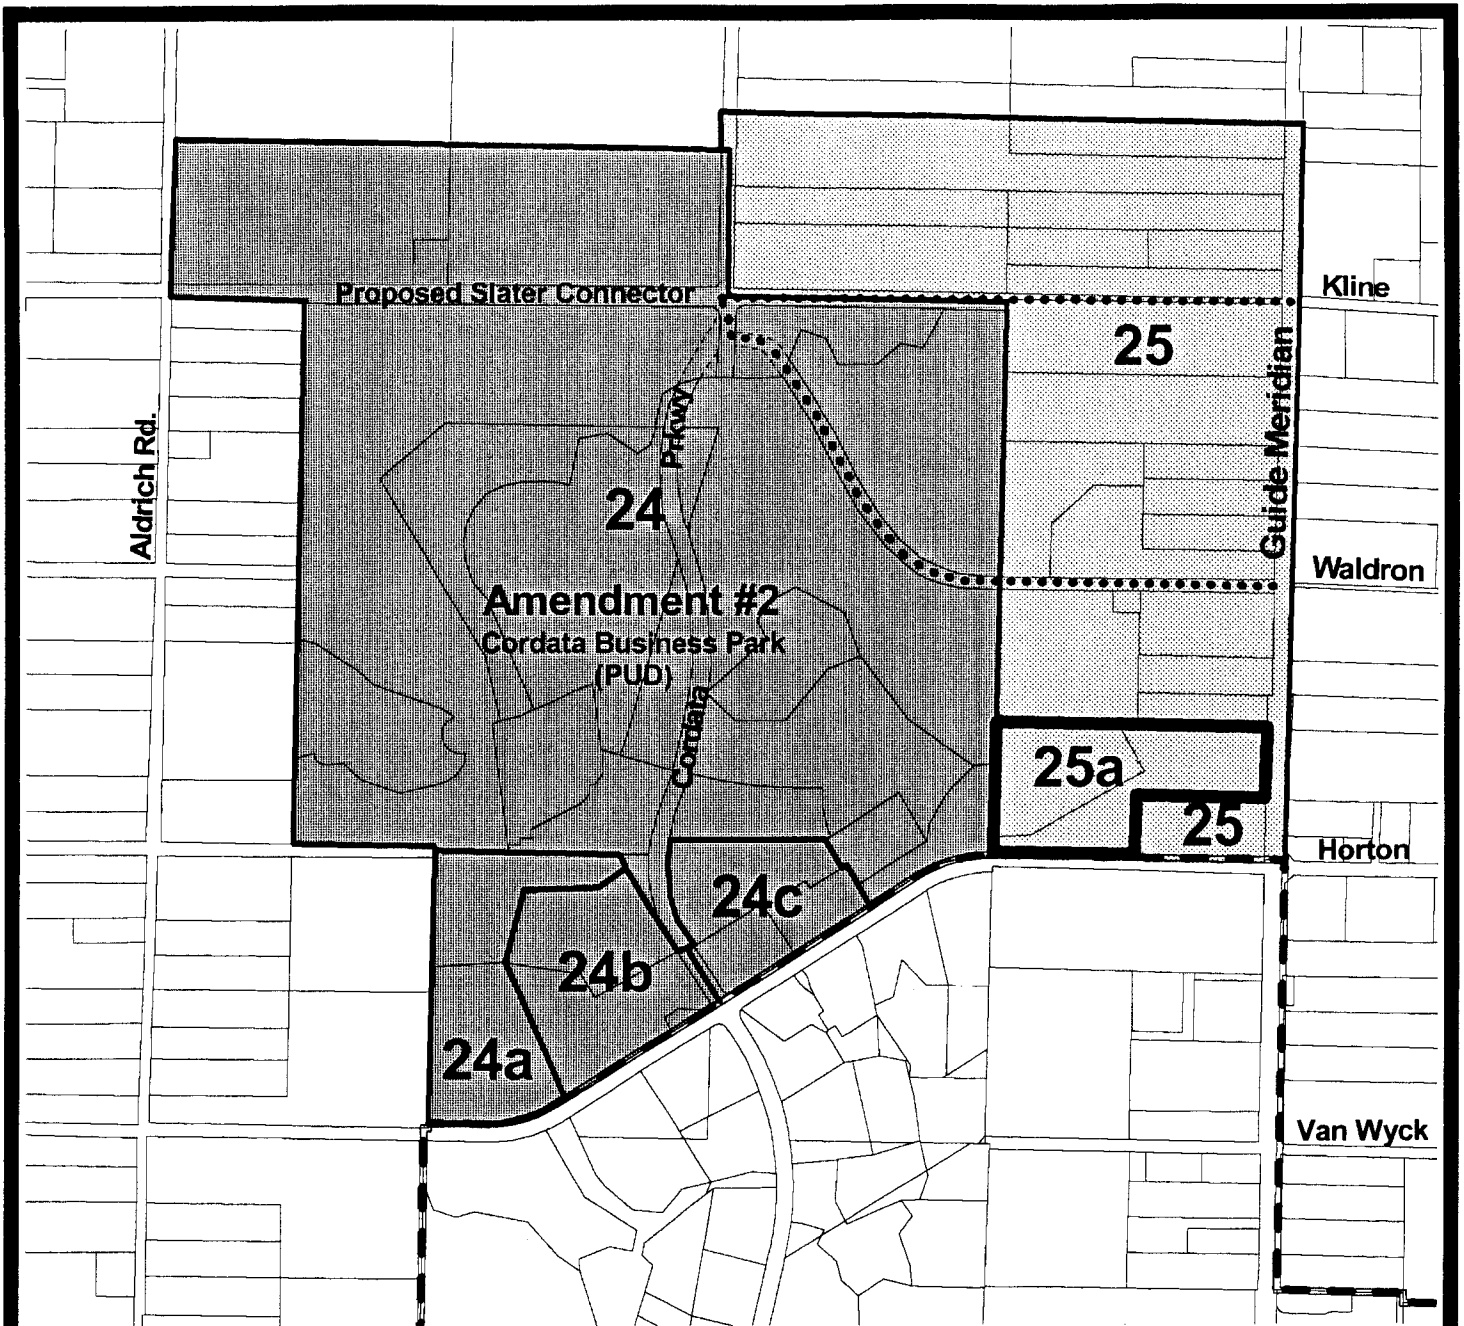 Proposed Slater Connector
Kline
25
Guide Meridian
Prkwy
Aldrich Rd.
24
Waldron
Amendment #2
Cordata Business Park
(PUD)
Cordata
25a
25
Horton
24c
24b
24a
Van Wyck